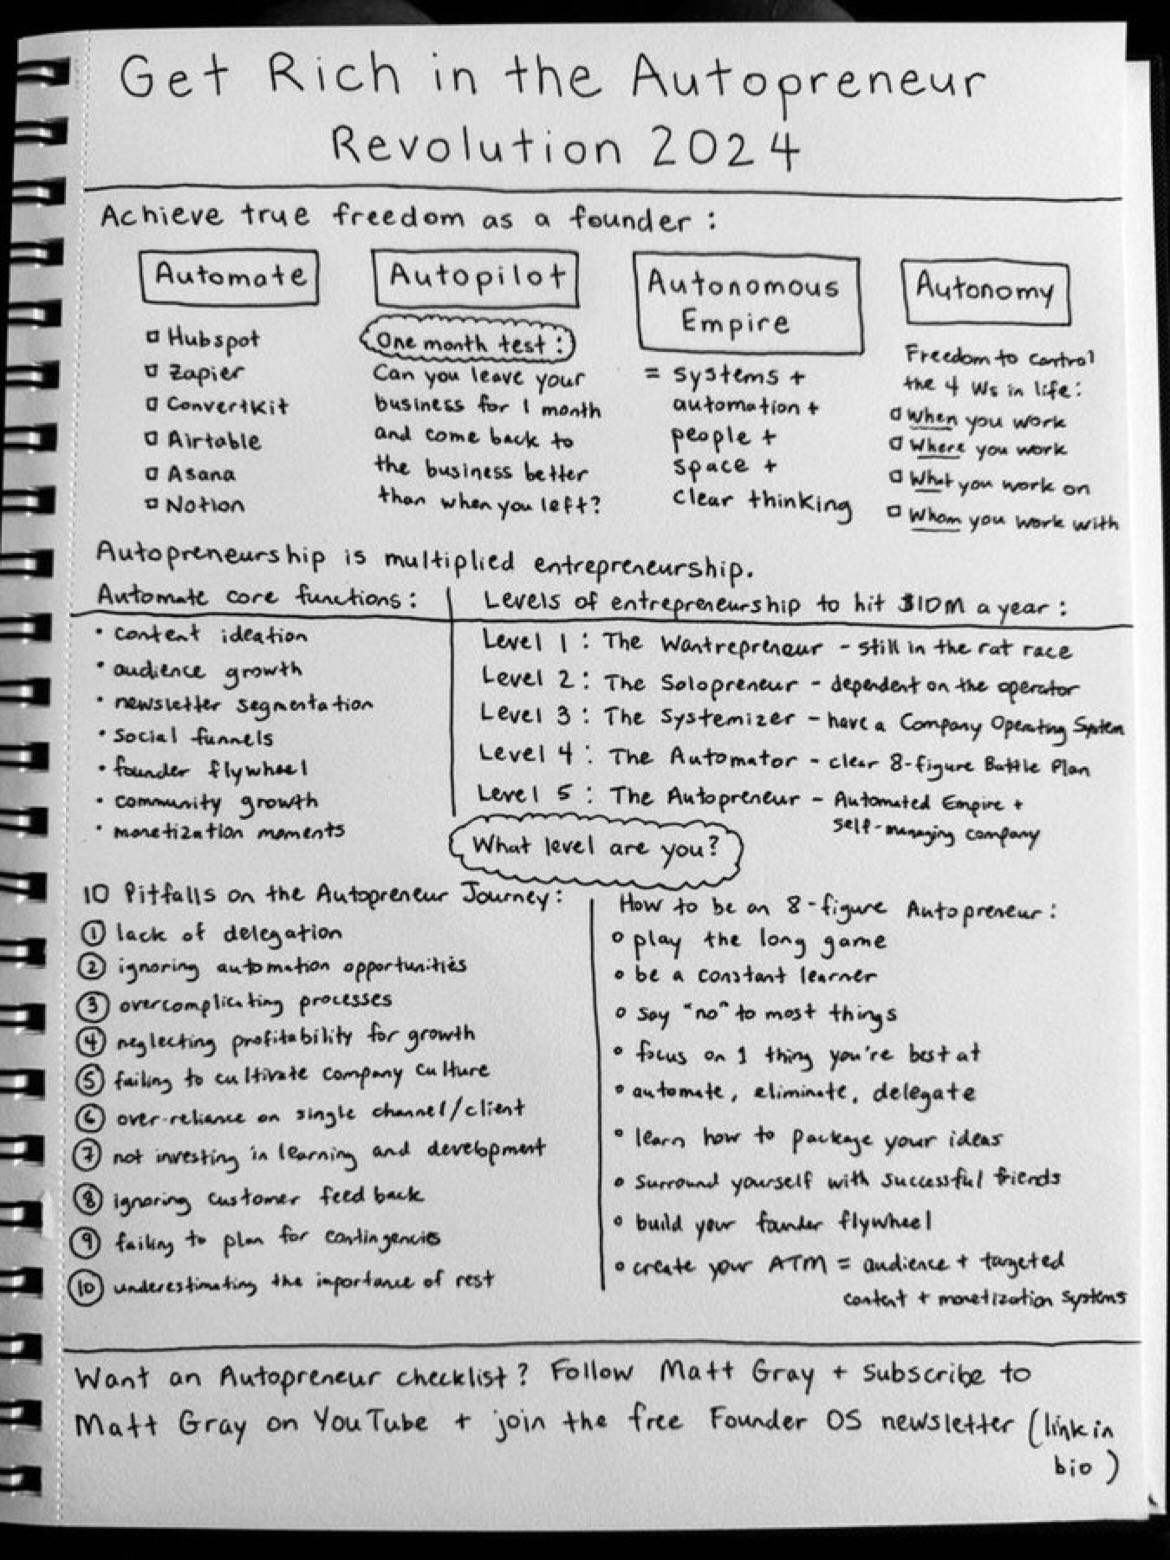 Get Rich in the Autopreneur
Revolution 2024
Achieve true freedom as a founder:
Automate
Hubspot
Zapier
ConvertKit
Airtable
Asana
Notion
Autopilot
One month test:
Can you leave your
business for 1 month
and come back to
the business better
than when you left?
Autonomous
Empire
= systems +
automation +
people +
space +
clear thinking
Autonomy
Freedom to control
the 4 Ws in life:
When you work
Where you work
What you work on
Whom you work with
Autopreneurship is multiplied entrepreneurship.
Automate core functions:
• content ideation
• audience growth
• newsletter segmentation
• social funnels
• founder flywheel
• community growth
• monetization moments
Levels of entrepreneurship to hit $10M a year:
Level 1: The Wantrepreneur - still in the rat race
Level 2: The Solopreneur - dependent on the operator
Level 3: The Systemizer - have a Company Operating System
Level 4: The Automator - clear 8-figure Battle Plan
Level 5: The Autopreneur - Automated Empire +
self-managing company
What level are you?
10 Pitfalls on the Autopreneur Journey:
1 lack of delegation
2 ignoring automation opportunities
3 overcomplicating processes
4 neglecting profitability for growth
5 failing to cultivate company culture
6 over-reliance on single channel/client
7 not investing in learning and development
8 ignoring customer feedback
9 failing to plan for contingencies
10 underestimating the importance of rest
How to be an 8-figure Autopreneur:
play the long game
be a constant learner
say "no" to most things
focus on 1 thing you're best at
automate, eliminate, delegate
learn how to package your ideas
surround yourself with successful friends
build your founder flywheel
create your ATM = audience + targeted
content + monetization systems
Want an Autopreneur checklist? Follow Matt Gray + subscribe to
Matt Gray on YouTube + join the free Founder OS newsletter (link in
bio)